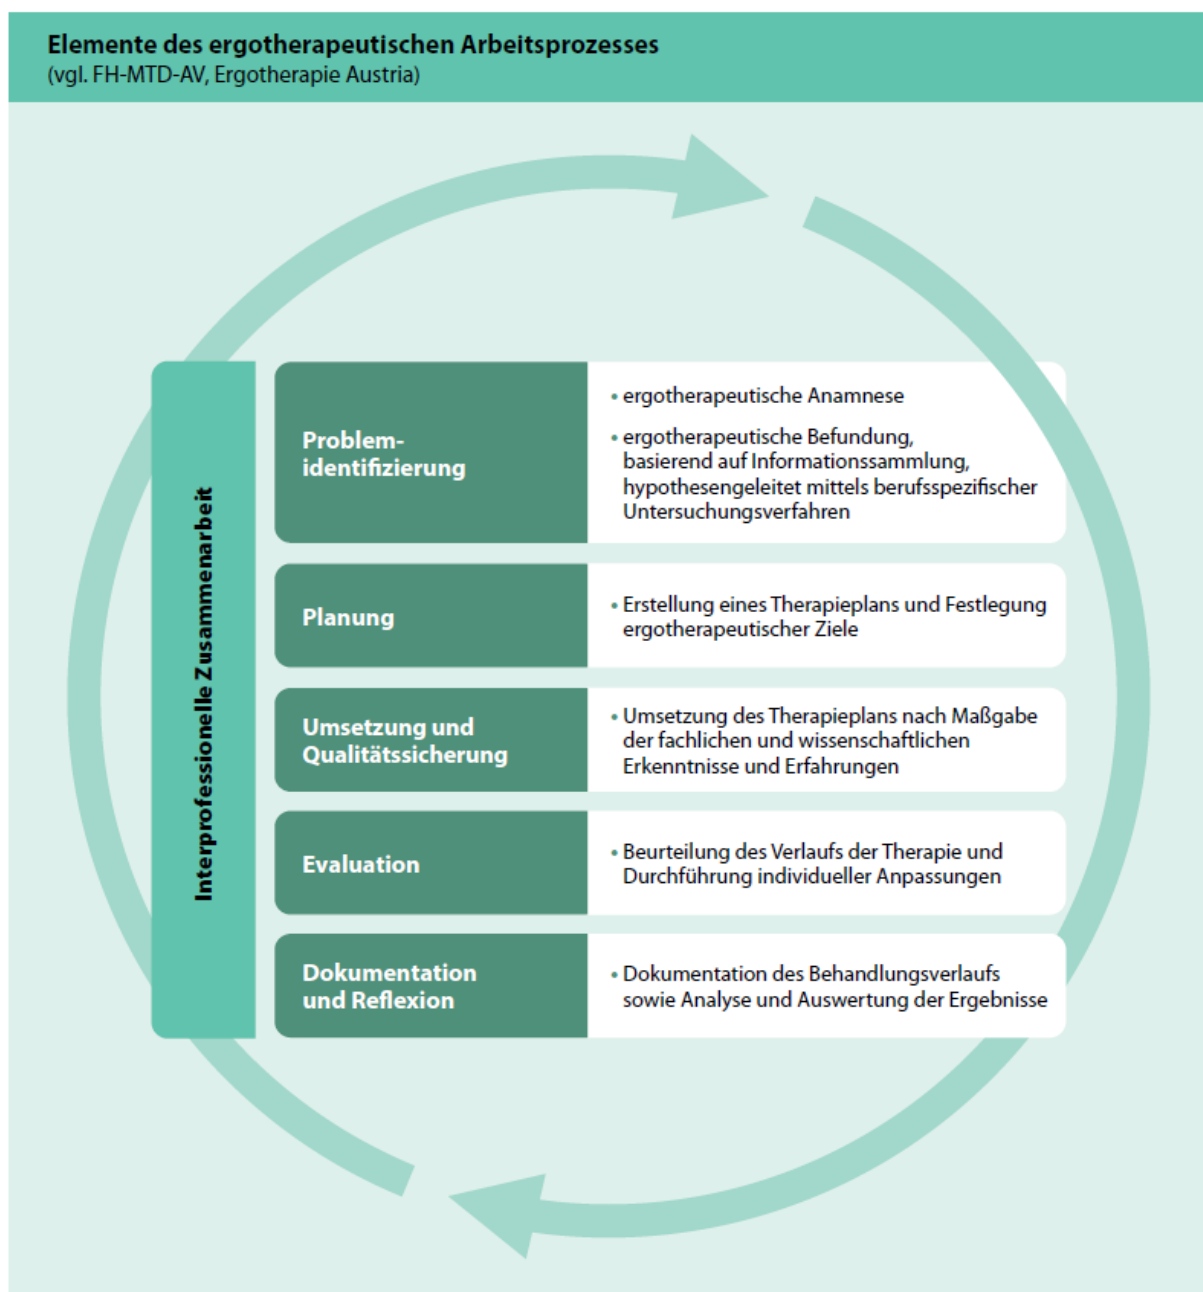 Elemente des ergotherapeutischen Arbeitsprozesses
(vgl. FH-MTD-AV, Ergotherapie Austria)
Interprofessionelle Zusammenarbeit
Problem-
identifizierung
• ergotherapeutische Anamnese
• ergotherapeutische Befundung,
basierend auf Informationssammlung,
hypothesengeleitet mittels berufsspezifischer
Untersuchungsverfahren
Planung
• Erstellung eines Therapieplans und Festlegung
ergotherapeutischer Ziele
Umsetzung und
Qualitätssicherung
• Umsetzung des Therapieplans nach Maßgabe
der fachlichen und wissenschaftlichen
Erkenntnisse und Erfahrungen
Evaluation
• Beurteilung des Verlaufs der Therapie und
Durchführung individueller Anpassungen
Dokumentation
und Reflexion
• Dokumentation des Behandlungsverlaufs
sowie Analyse und Auswertung der Ergebnisse